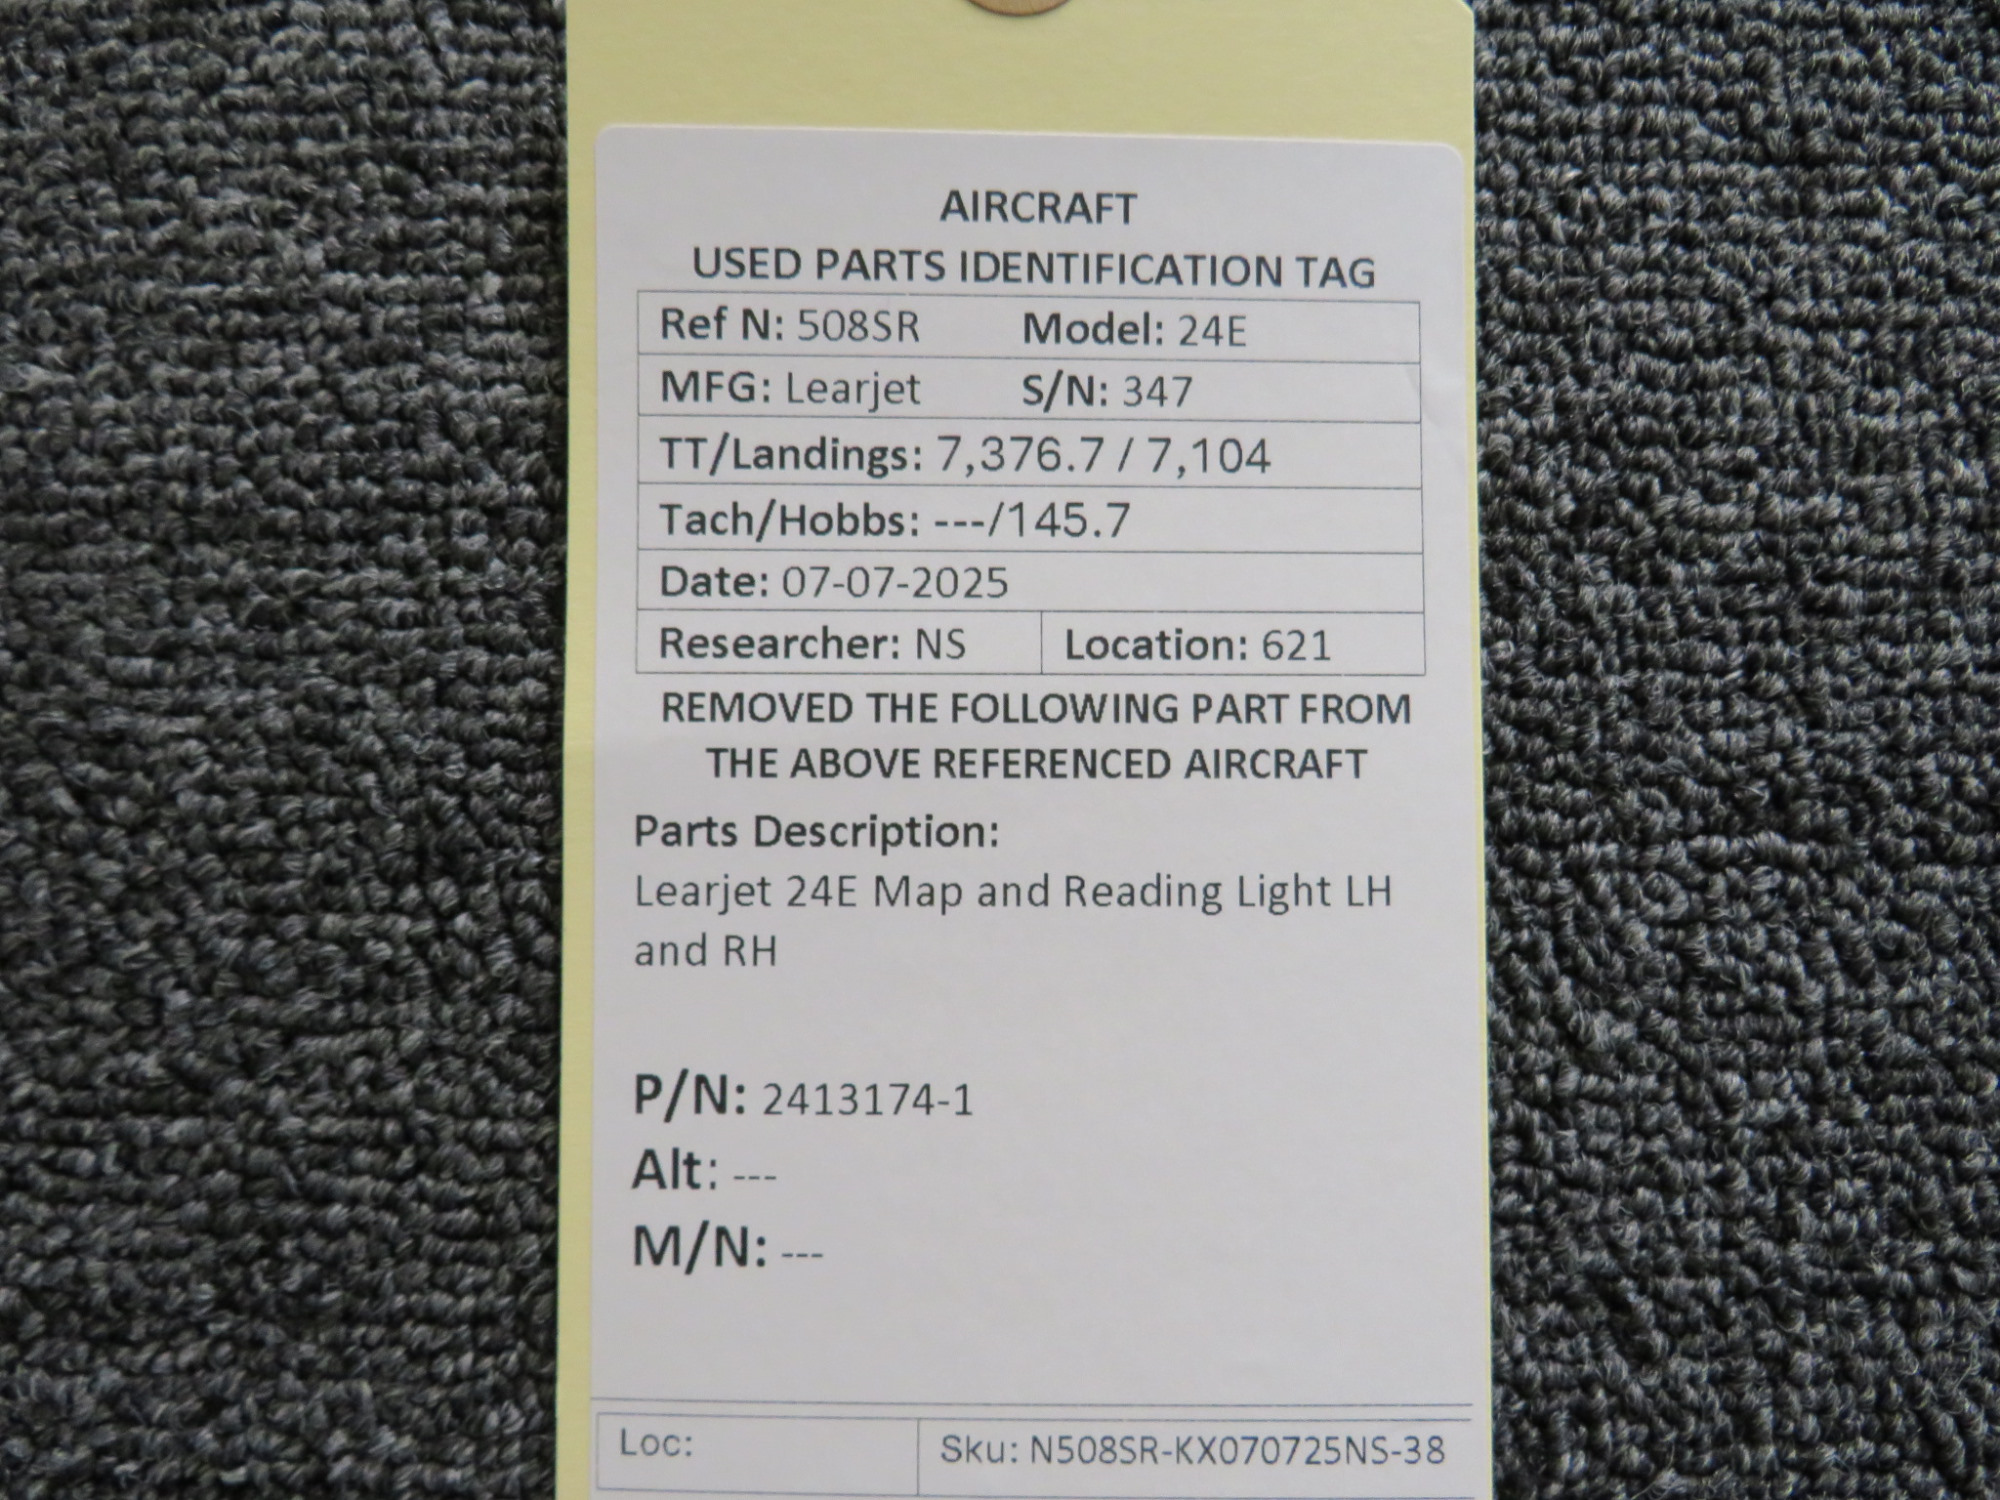 AIRCRAFT
USED PARTS IDENTIFICATION TAG
Ref N: 508SR Model: 24E
MFG: Learjet S/N: 347
TT/Landings: 7,376.7 / 7,104
Tach/Hobbs: ---/145.7
Date: 07-07-2025
Researcher: NS Location: 621
REMOVED THE FOLLOWING PART FROM
THE ABOVE REFERENCED AIRCRAFT
Parts Description:
Learjet 24E Map and Reading Light LH
and RH
P/N: 2413174-1
Alt: ---
M/N: ---
Loc: Sku: N508SR-KX070725NS-38